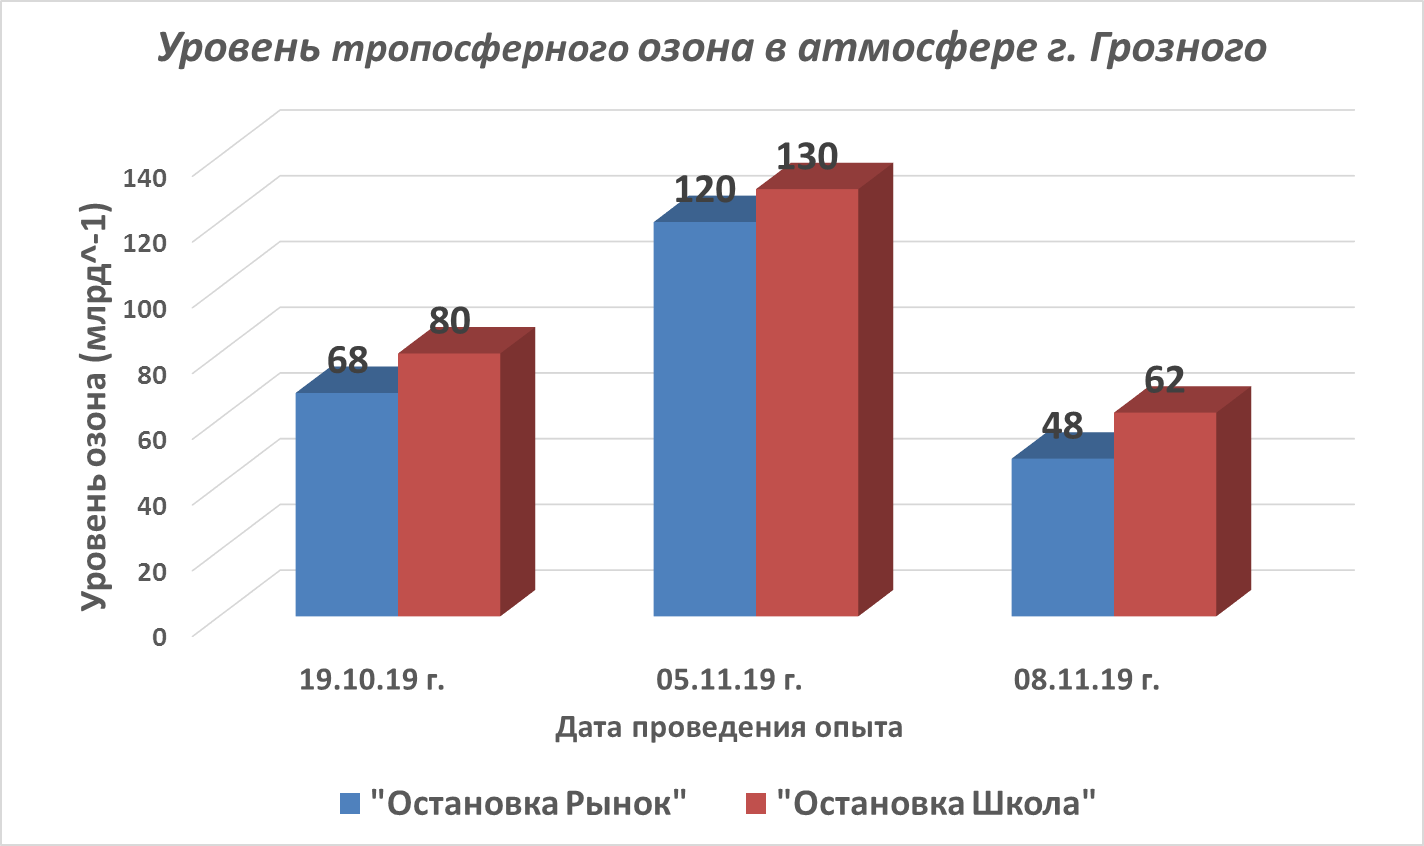 Уровень тропосферного озона в атмосфере г. Грозного
Уровень озона (млрд^-1)
140
120
100
80
60
40
20
0
68
80
120
130
48
62
19.10.19 г.
05.11.19 г.
08.11.19 г.
Дата проведения опыта
"Остановка Рынок"
"Остановка Школа"